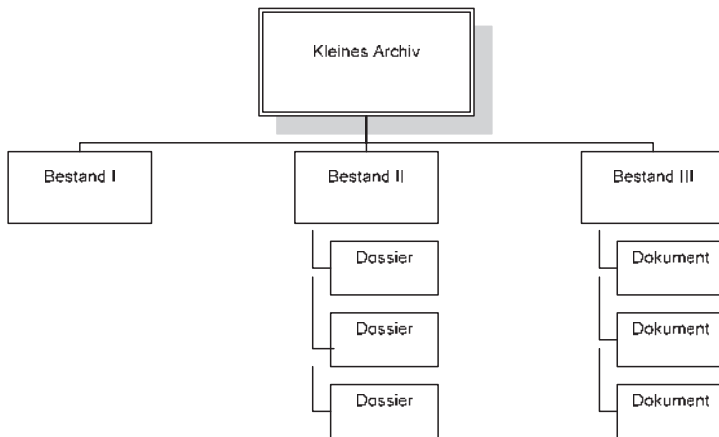 Kleines Archiv
Bestand I
Bestand II
Bestand III
Dossier
Dokument
Dossier
Dokument
Dossier
Dokument